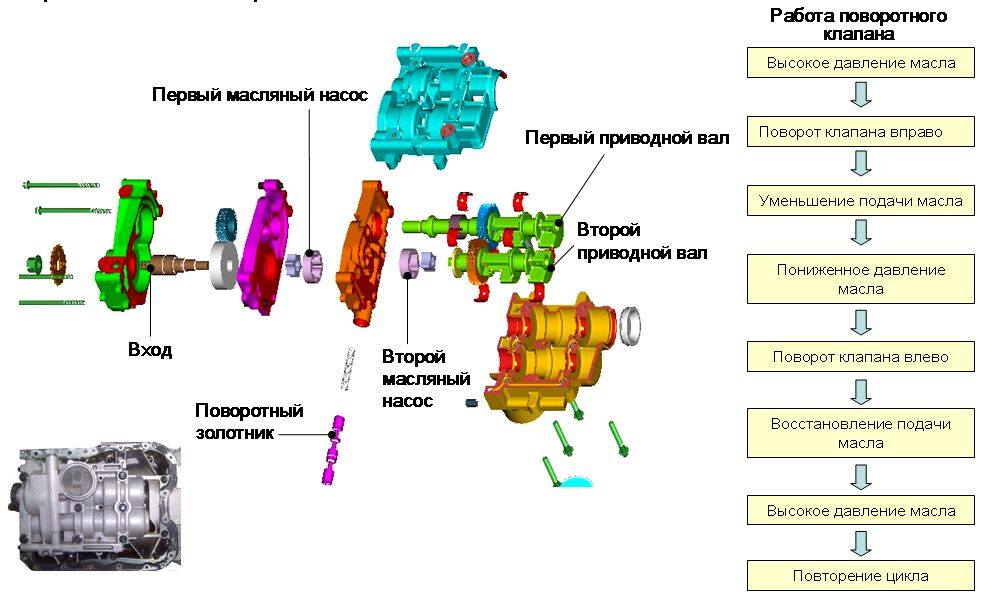 Работа поворотного
клапана
Высокое давление масла
Поворот клапана вправо
Уменьшение подачи масла
Пониженное давление
масла
Поворот клапана влево
Восстановление подачи
масла
Высокое давление масла
Повторение цикла
Первый масляный насос
Первый приводной вал
Второй
приводной вал
Вход
Второй
масляный
насос
Поворотный
золотник